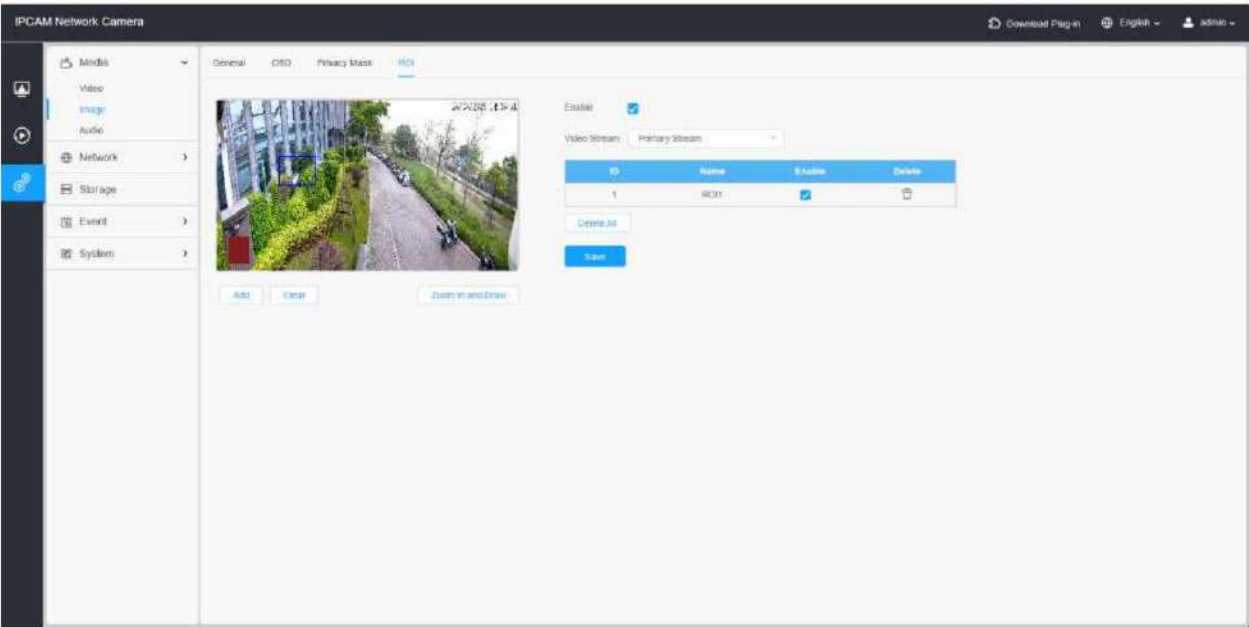 IPCAM Network Camera
Download Plug-in English admin
Media
Video
Image
Audio
Network
Storage
Event
System
General OSD Privacy Mask ROI
Add Clear Zoom In and Draw
Enable
Video Stream Primary Stream
ID Name Enable Delete
1 ROI1
Delete All
Save